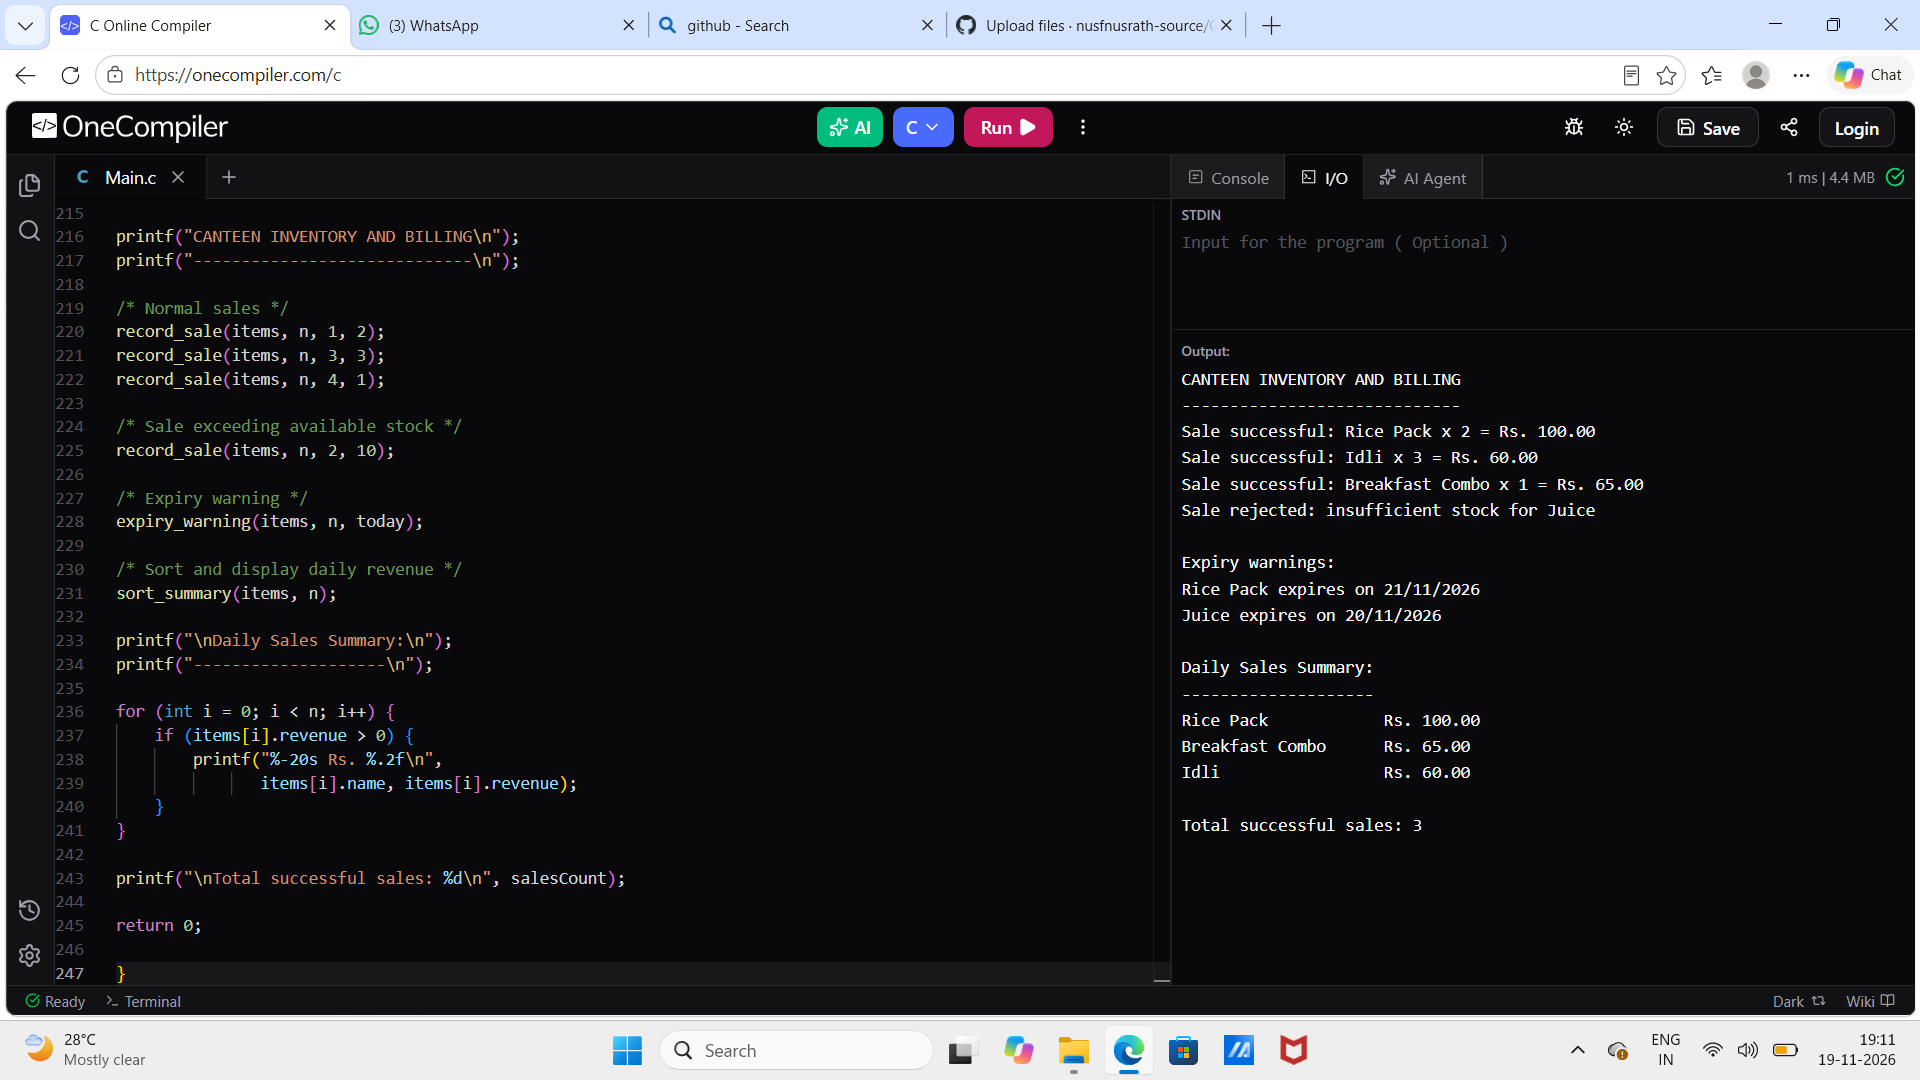 C Online Compiler
(3) WhatsApp
github - Search
Upload files · nusfnusrath-source/
https://onecompiler.com/c
Chat
</> OneCompiler
AI
C
Run
Save
Login
C Main.c
Console
I/O
AI Agent
1 ms | 4.4 MB
215
216 printf("CANTEEN INVENTORY AND BILLING\n");
217 printf("-----------------------------\n");
218
219 /* Normal sales */
220 record_sale(items, n, 1, 2);
221 record_sale(items, n, 3, 3);
222 record_sale(items, n, 4, 1);
223
224 /* Sale exceeding available stock */
225 record_sale(items, n, 2, 10);
226
227 /* Expiry warning */
228 expiry_warning(items, n, today);
229
230 /* Sort and display daily revenue */
231 sort_summary(items, n);
232
233 printf("\nDaily Sales Summary:\n");
234 printf("--------------------\n");
235
236 for (int i = 0; i < n; i++) {
237 if (items[i].revenue > 0) {
238 printf("%-20s Rs. %.2f\n",
239 items[i].name, items[i].revenue);
240 }
241 }
242
243 printf("\nTotal successful sales: %d\n", salesCount);
244
245 return 0;
246
247 }
STDIN
Input for the program ( Optional )
Output:
CANTEEN INVENTORY AND BILLING
-----------------------------
Sale successful: Rice Pack x 2 = Rs. 100.00
Sale successful: Idli x 3 = Rs. 60.00
Sale successful: Breakfast Combo x 1 = Rs. 65.00
Sale rejected: insufficient stock for Juice
Expiry warnings:
Rice Pack expires on 21/11/2026
Juice expires on 20/11/2026
Daily Sales Summary:
--------------------
Rice Pack Rs. 100.00
Breakfast Combo Rs. 65.00
Idli Rs. 60.00
Total successful sales: 3
Ready
Terminal
Dark
Wiki
28°C
Mostly clear
Search
ENG
IN
19:11
19-11-2026